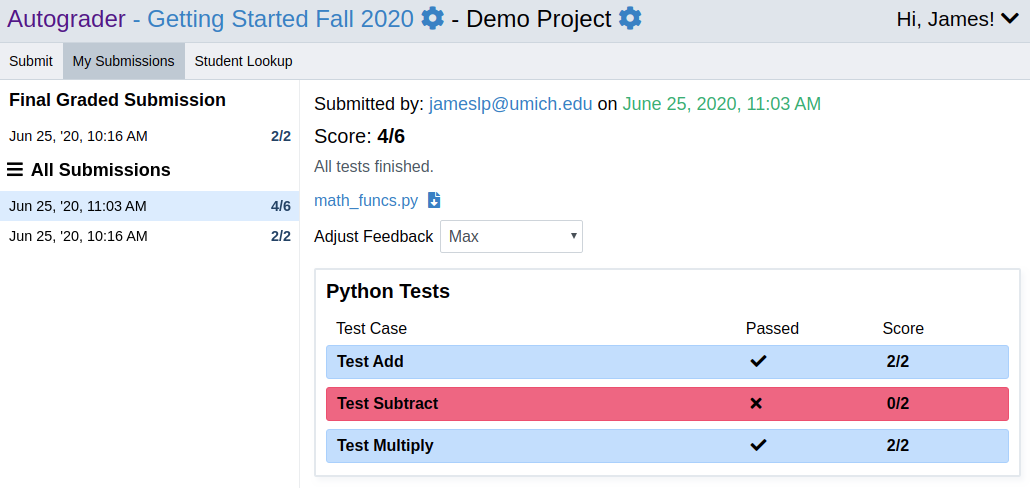 Autograder - Getting Started Fall 2020 - Demo Project
Hi, James!
Submit My Submissions Student Lookup
Final Graded Submission
Jun 25, '20, 10:16 AM 2/2
All Submissions
Jun 25, '20, 11:03 AM 4/6
Jun 25, '20, 10:16 AM 2/2
Submitted by: jameslp@umich.edu on June 25, 2020, 11:03 AM
Score: 4/6
All tests finished.
math_funcs.py
Adjust Feedback Max
Python Tests
Test Case Passed Score
Test Add 2/2
Test Subtract 0/2
Test Multiply 2/2